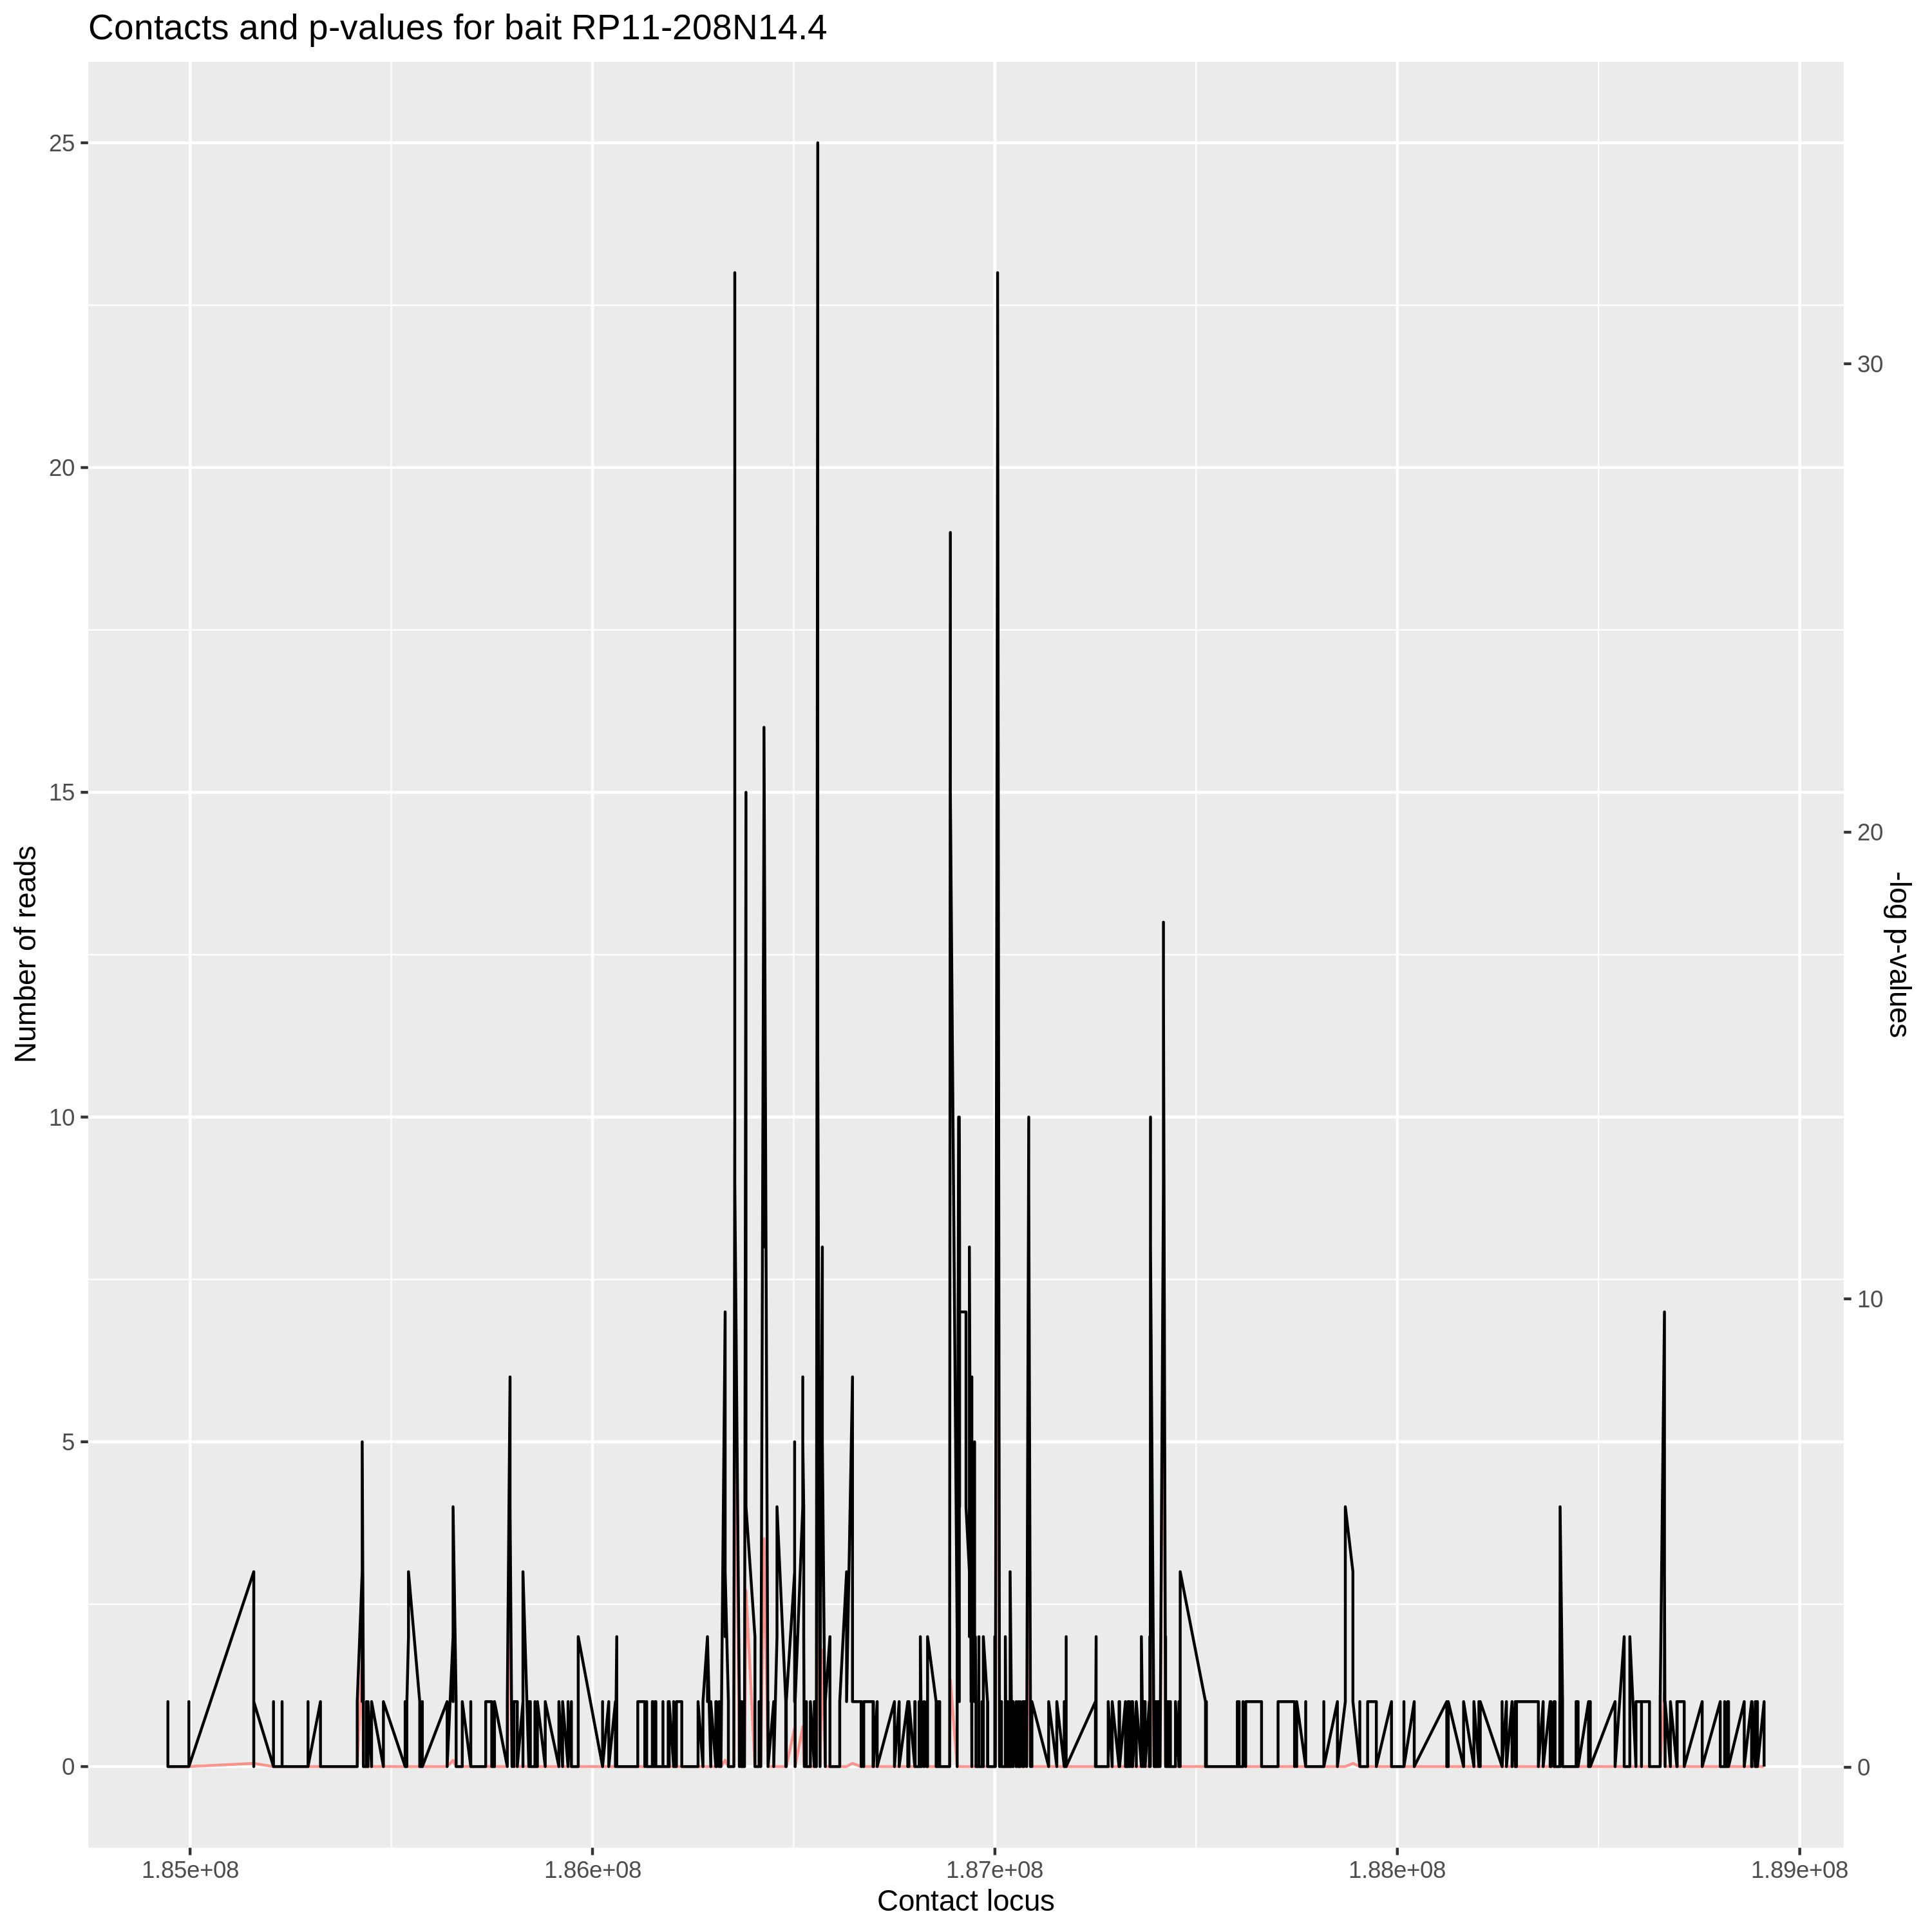 Contacts and p-values for bait RP11-208N14.4
25
20
15
10
5
0
Number of reads
30
20
10
0
-log p-values
1.85e+08 1.86e+08 1.87e+08 1.88e+08 1.89e+08
Contact locus